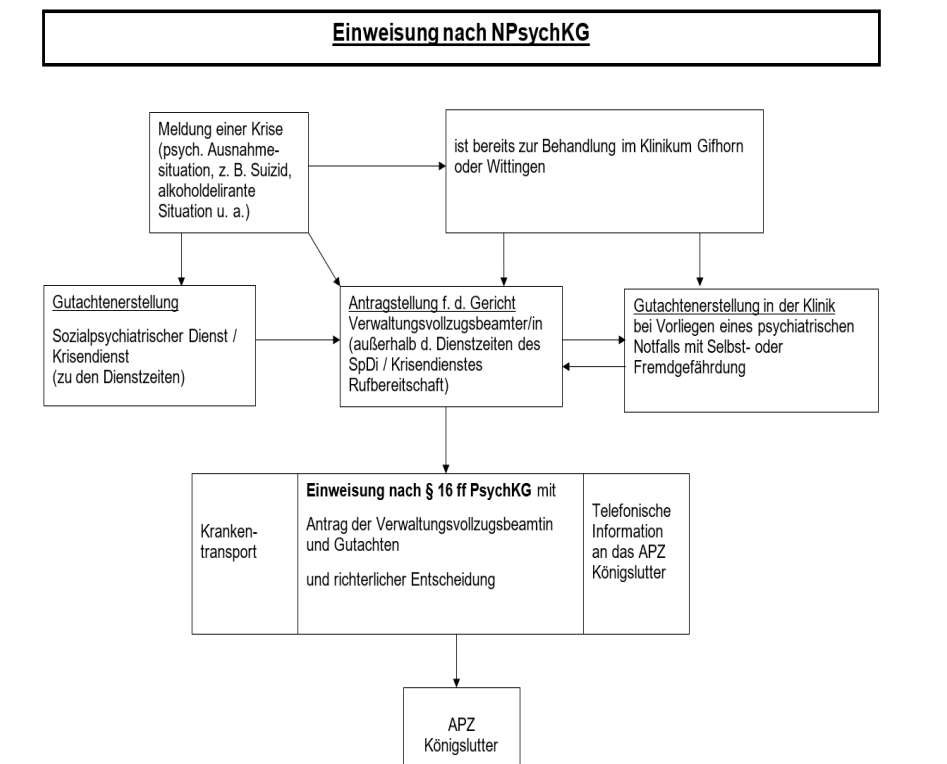 Einweisung nach NPsychKG
Meldung einer Krise
(psych. Ausnahme-
situation, z. B. Suizid,
alkoholdelirante
Situation u. a.)
ist bereits zur Behandlung im Klinikum Gifhorn
oder Wittingen
Gutachtenerstellung
Sozialpsychiatrischer Dienst /
Krisendienst
(zu den Dienstzeiten)
Antragstellung f. d. Gericht
Verwaltungsvollzugsbeamter/in
(außerhalb d. Dienstzeiten des
SpDi / Krisendienstes
Rufbereitschaft)
Gutachtenerstellung in der Klinik
bei Vorliegen eines psychiatrischen
Notfalls mit Selbst- oder
Fremdgefährdung
Kranken-
transport
Einweisung nach § 16 ff PsychKG mit
Antrag der Verwaltungsvollzugsbeamtin
und Gutachten
und richterlicher Entscheidung
Telefonische
Information
an das APZ
Königslutter
APZ
Königslutter